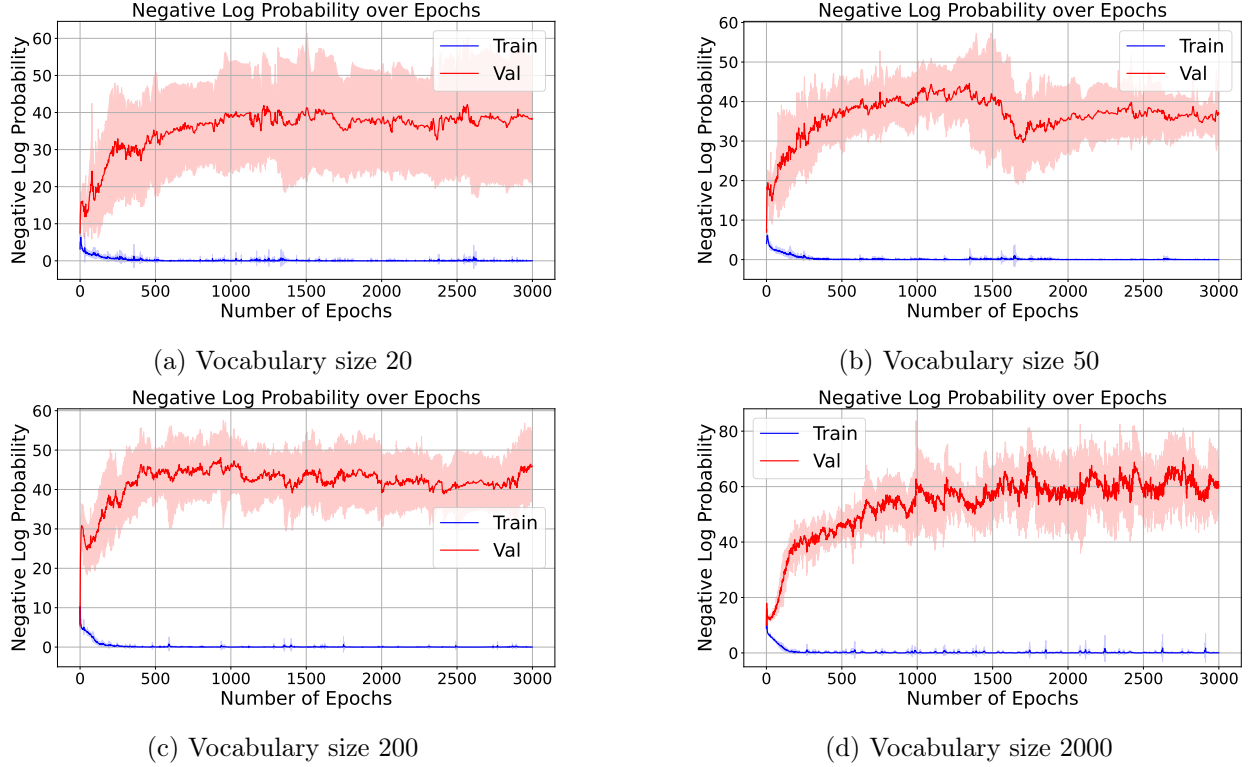 Negative Log Probability over Epochs
Negative Log Probability
60
50
40
30
20
10
0
Train
Val
0 500 1000 1500 2000 2500 3000
Number of Epochs
(a) Vocabulary size 20
Negative Log Probability over Epochs
Negative Log Probability
60
50
40
30
20
10
0
Train
Val
0 500 1000 1500 2000 2500 3000
Number of Epochs
(b) Vocabulary size 50
Negative Log Probability over Epochs
Negative Log Probability
60
50
40
30
20
10
0
Train
Val
0 500 1000 1500 2000 2500 3000
Number of Epochs
(c) Vocabulary size 200
Negative Log Probability over Epochs
Negative Log Probability
80
60
40
20
0
Train
Val
0 500 1000 1500 2000 2500 3000
Number of Epochs
(d) Vocabulary size 2000